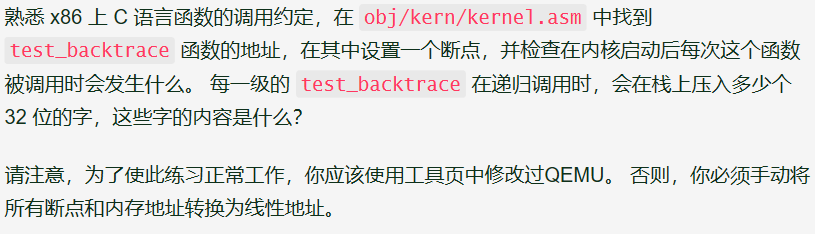 熟悉 x86 上 C 语言函数的调用约定，在 obj/kern/kernel.asm 中找到
test_backtrace 函数的地址，在其中设置一个断点，并检查在内核启动后每次这个函数
被调用时会发生什么。 每一级的 test_backtrace 在递归调用时，会在栈上压入多少个
32 位的字，这些字的内容是什么？
请注意，为了使此练习正常工作，你应该使用工具页中修改过QEMU。 否则，你必须手动将
所有断点和内存地址转换为线性地址。